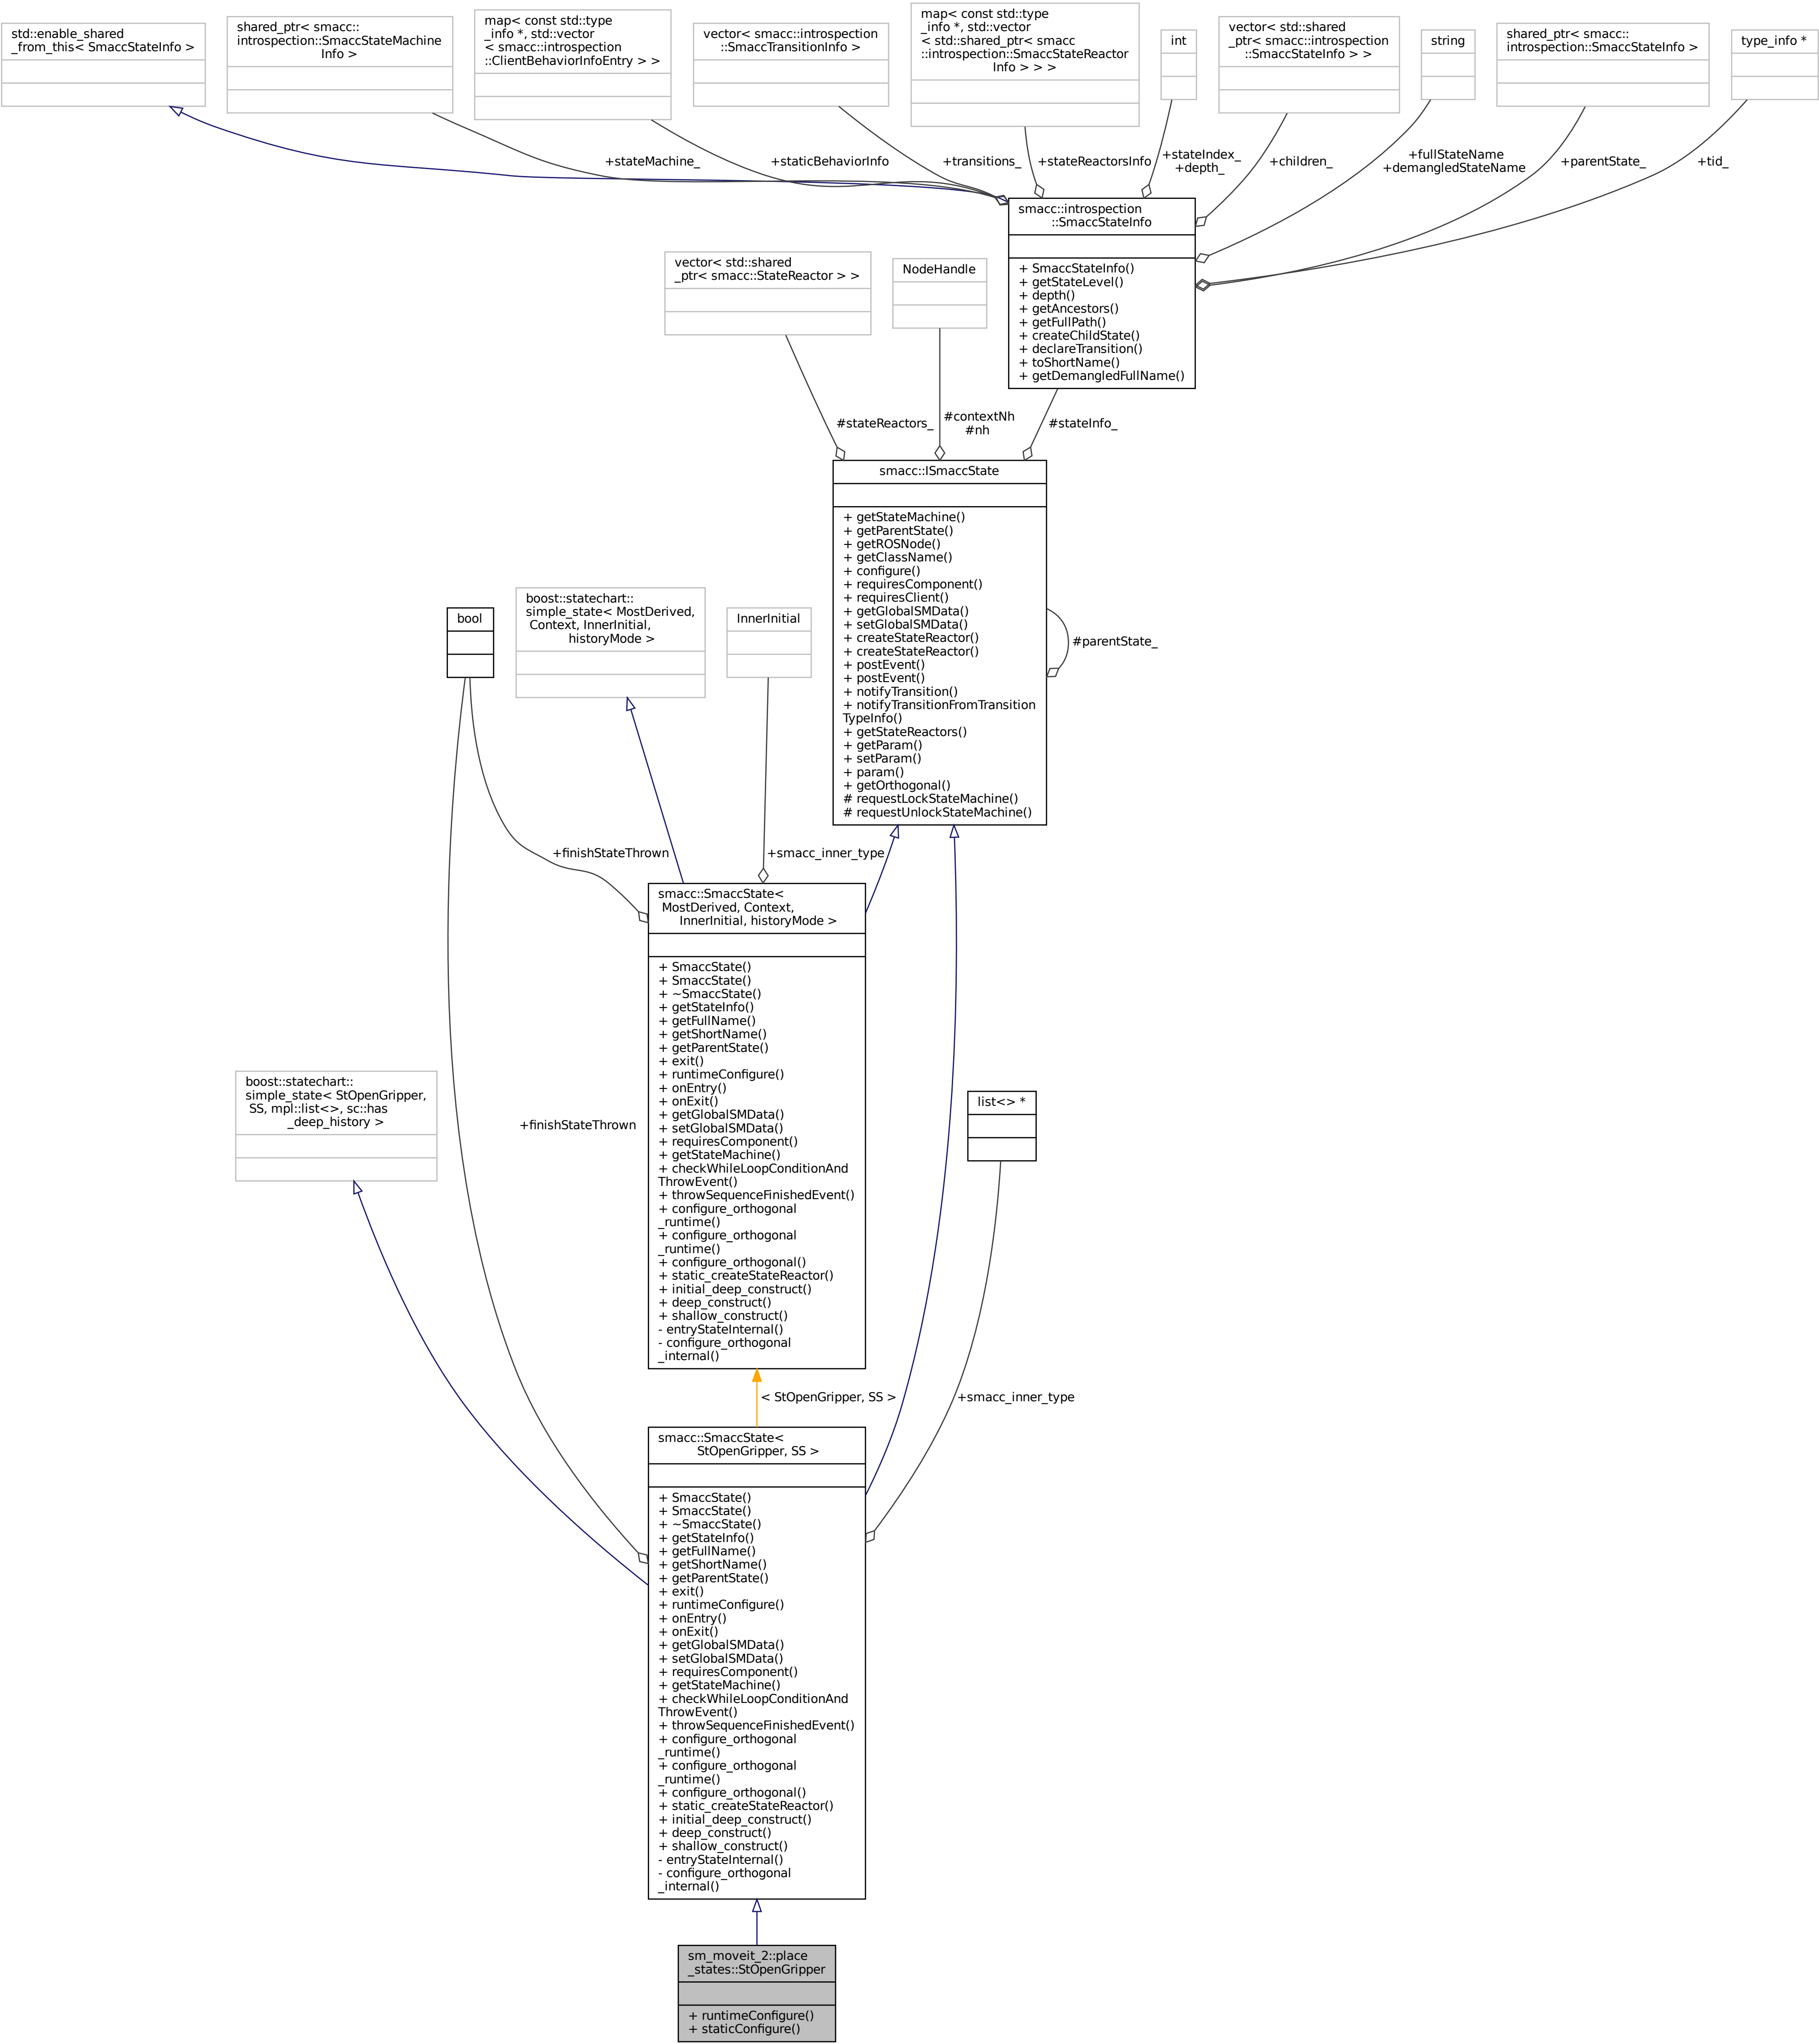 std::enable_shared
_from_this< SmaccStateInfo >
shared_ptr< smacc::
introspection::SmaccStateMachine
Info >
map< const std::type
_info *, std::vector
< smacc::introspection
::ClientBehaviorInfoEntry > >
vector< smacc::introspection
::SmaccTransitionInfo >
map< const std::type
_info *, std::vector
< std::shared_ptr< smacc
::introspection::SmaccStateReactor
Info > > >
int
vector< std::shared
_ptr< smacc::introspection
::SmaccStateInfo > >
string
shared_ptr< smacc::
introspection::SmaccStateInfo >
type_info *
+stateMachine_
+staticBehaviorInfo
+transitions_
+stateReactorsInfo
+stateIndex_
+depth_
+children_
+fullStateName
+demangledStateName
+parentState_
+tid_
smacc::introspection
::SmaccStateInfo
+ SmaccStateInfo()
+ getStateLevel()
+ depth()
+ getAncestors()
+ getFullPath()
+ createChildState()
+ declareTransition()
+ toShortName()
+ getDemangledFullName()
vector< std::shared
_ptr< smacc::StateReactor > >
NodeHandle
#stateReactors_
#contextNh
#nh
#stateInfo_
smacc::ISmaccState
+ getStateMachine()
+ getParentState()
+ getROSNode()
+ getClassName()
+ configure()
+ requiresComponent()
+ requiresClient()
+ getGlobalSMData()
+ setGlobalSMData()
+ createStateReactor()
+ createStateReactor()
+ postEvent()
+ postEvent()
+ notifyTransition()
+ notifyTransitionFromTransition
TypeInfo()
+ getStateReactors()
+ getParam()
+ setParam()
+ param()
+ getOrthogonal()
# requestLockStateMachine()
# requestUnlockStateMachine()
#parentState_
bool
boost::statechart::
simple_state< MostDerived,
Context, InnerInitial,
historyMode >
InnerInitial
+finishStateThrown
+smacc_inner_type
smacc::SmaccState<
MostDerived, Context,
InnerInitial, historyMode >
+ SmaccState()
+ SmaccState()
+ ~SmaccState()
+ getStateInfo()
+ getFullName()
+ getShortName()
+ getParentState()
+ exit()
+ runtimeConfigure()
+ onEntry()
+ onExit()
+ getGlobalSMData()
+ setGlobalSMData()
+ requiresComponent()
+ getStateMachine()
+ checkWhileLoopConditionAnd
ThrowEvent()
+ throwSequenceFinishedEvent()
+ configure_orthogonal
_runtime()
+ configure_orthogonal
_runtime()
+ configure_orthogonal()
+ static_createStateReactor()
+ initial_deep_construct()
+ deep_construct()
+ shallow_construct()
- entryStateInternal()
- configure_orthogonal
_internal()
boost::statechart::
simple_state< StOpenGripper,
SS, mpl::list<>, sc::has
_deep_history >
+finishStateThrown
list<> *
< StOpenGripper, SS >
+smacc_inner_type
smacc::SmaccState<
StOpenGripper, SS >
+ SmaccState()
+ SmaccState()
+ ~SmaccState()
+ getStateInfo()
+ getFullName()
+ getShortName()
+ getParentState()
+ exit()
+ runtimeConfigure()
+ onEntry()
+ onExit()
+ getGlobalSMData()
+ setGlobalSMData()
+ requiresComponent()
+ getStateMachine()
+ checkWhileLoopConditionAnd
ThrowEvent()
+ throwSequenceFinishedEvent()
+ configure_orthogonal
_runtime()
+ configure_orthogonal
_runtime()
+ configure_orthogonal()
+ static_createStateReactor()
+ initial_deep_construct()
+ deep_construct()
+ shallow_construct()
- entryStateInternal()
- configure_orthogonal
_internal()
sm_moveit_2::place
_states::StOpenGripper
+ runtimeConfigure()
+ staticConfigure()